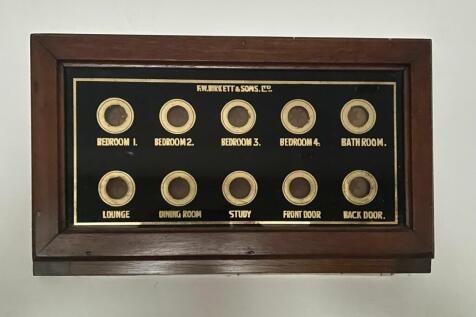 F.W. BIRKETT & SONS. LTD.
BEDROOM 1. BEDROOM 2. BEDROOM 3. BEDROOM 4. BATH ROOM.
LOUNGE DINING ROOM STUDY FRONT DOOR BACK DOOR.